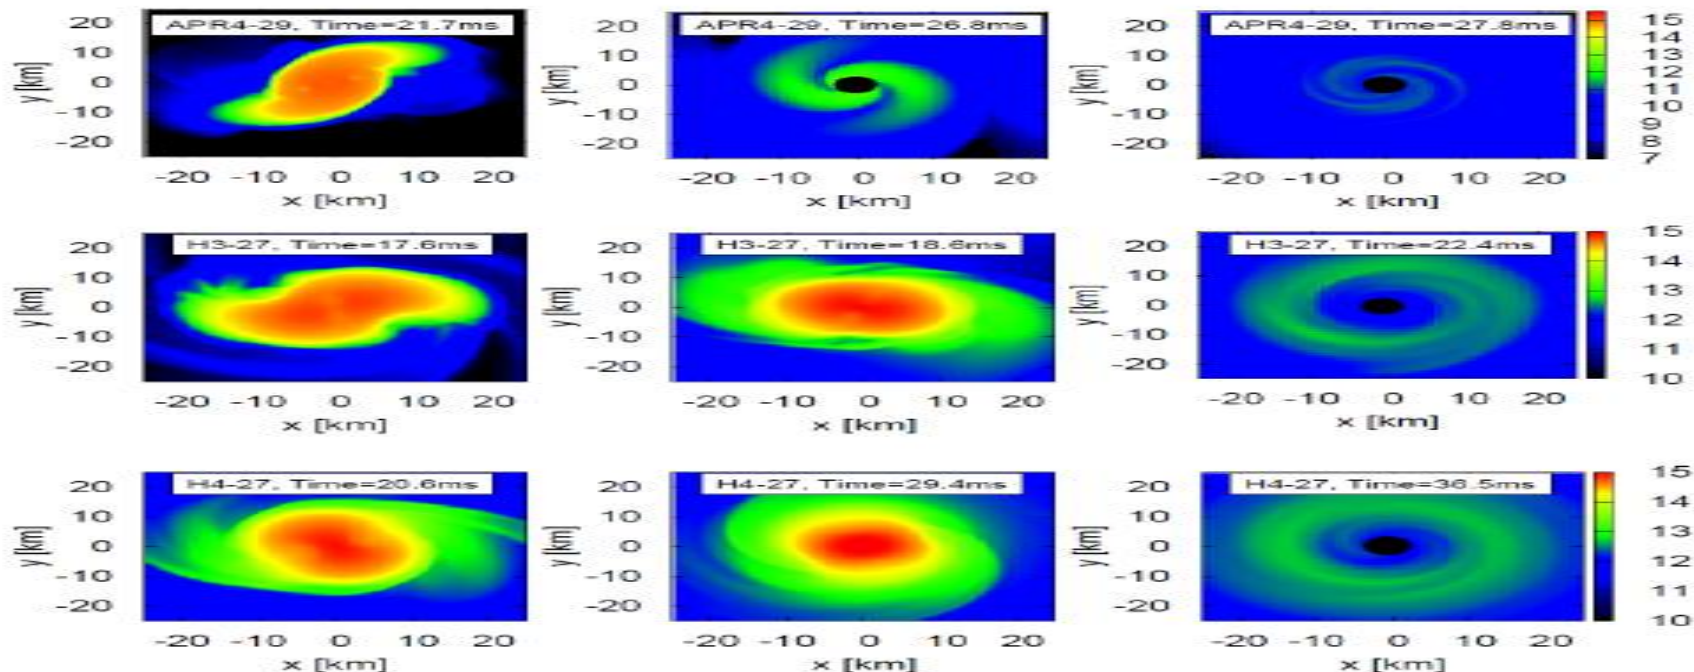 APR4-29, Time=21.7ms
APR4-29, Time=26.8ms
APR4-29, Time=27.8ms
20
10
0
-10
-20
y [km]
-20 -10 0 10 20
x [km]
20
10
0
-10
-20
y [km]
-20 -10 0 10 20
x [km]
20
10
0
-10
-20
y [km]
-20 -10 0 10 20
x [km]
15
14
13
12
11
10
9
8
7
H3-27, Time=17.6ms
H3-27, Time=18.6ms
H3-27, Time=22.4ms
20
10
0
-10
-20
y [km]
-20 -10 0 10 20
x [km]
20
10
0
-10
-20
y [km]
-20 -10 0 10 20
x [km]
20
10
0
-10
-20
y [km]
-20 -10 0 10 20
x [km]
15
14
13
12
11
10
H4-27, Time=20.6ms
H4-27, Time=29.4ms
H4-27, Time=36.5ms
20
10
0
-10
-20
y [km]
-20 -10 0 10 20
x [km]
20
10
0
-10
-20
y [km]
-20 -10 0 10 20
x [km]
20
10
0
-10
-20
y [km]
-20 -10 0 10 20
x [km]
15
14
13
12
11
10